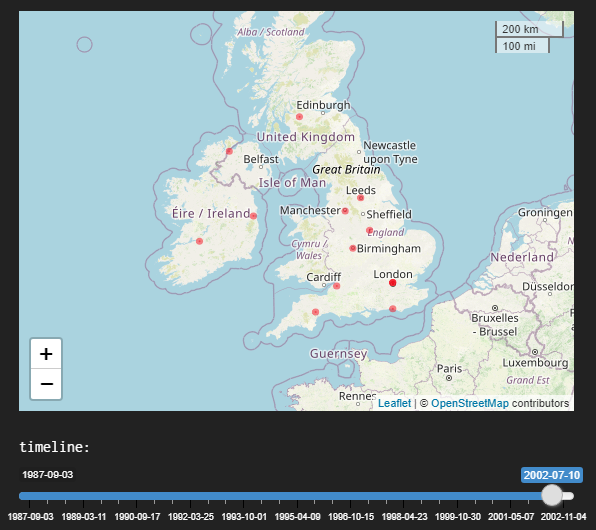 Alba / Scotland
200 km
100 mi
Edinburgh
United Kingdom
Newcastle
upon Tyne
Belfast
Great Britain
Isle of Man
Leeds
Manchester
Sheffield
Éire / Ireland
Groningen
England
Cymru /
Wales
Birmingham
Nederland
Cardiff
London
Düsseldor
Bruxelles
- Brussel
Guernsey
Luxembourg
Paris
Grand Est
Rennes
+
−
Leaflet | © OpenStreetMap contributors
timeline:
1987-09-03
2002-07-10
1987-09-03 1989-03-11 1990-09-17 1992-03-25 1993-10-01 1995-04-09 1996-10-15 1998-04-23 1999-10-30 2001-05-07 2002-11-04